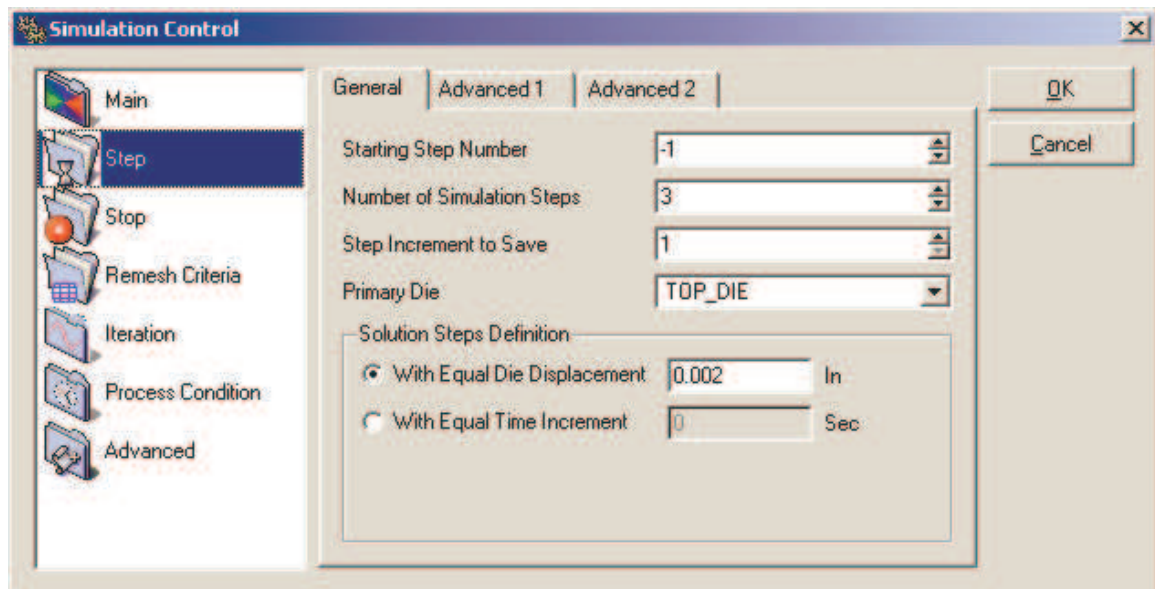 Simulation Control
Main
Step
Stop
Remesh Criteria
Iteration
Process Condition
Advanced
General Advanced 1 Advanced 2
Starting Step Number -1
Number of Simulation Steps 3
Step Increment to Save 1
Primary Die TOP_DIE
Solution Steps Definition
With Equal Die Displacement 0.002 In
With Equal Time Increment 0 Sec
OK
Cancel